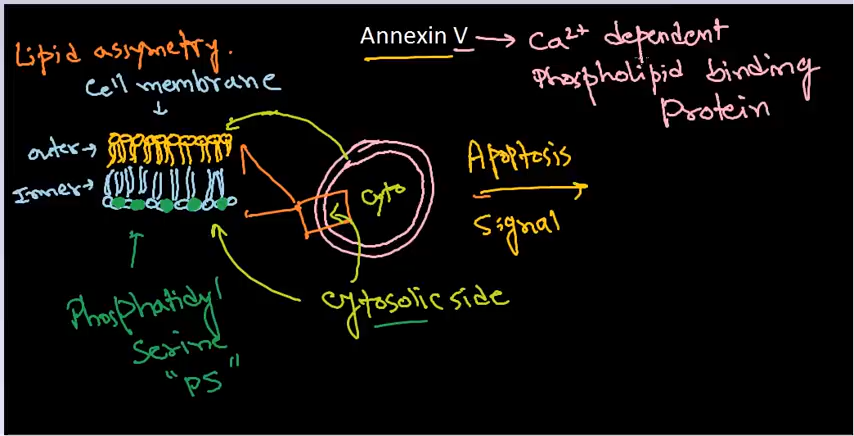 Lipid assymetry.
Cell membrane
outer
Inner
Phosphatidyl
Serine
"PS"
Annexin V → Ca2+ dependent
Phospholipid binding
Protein
Cyto
Cytosolic side
Apoptosis
Signal